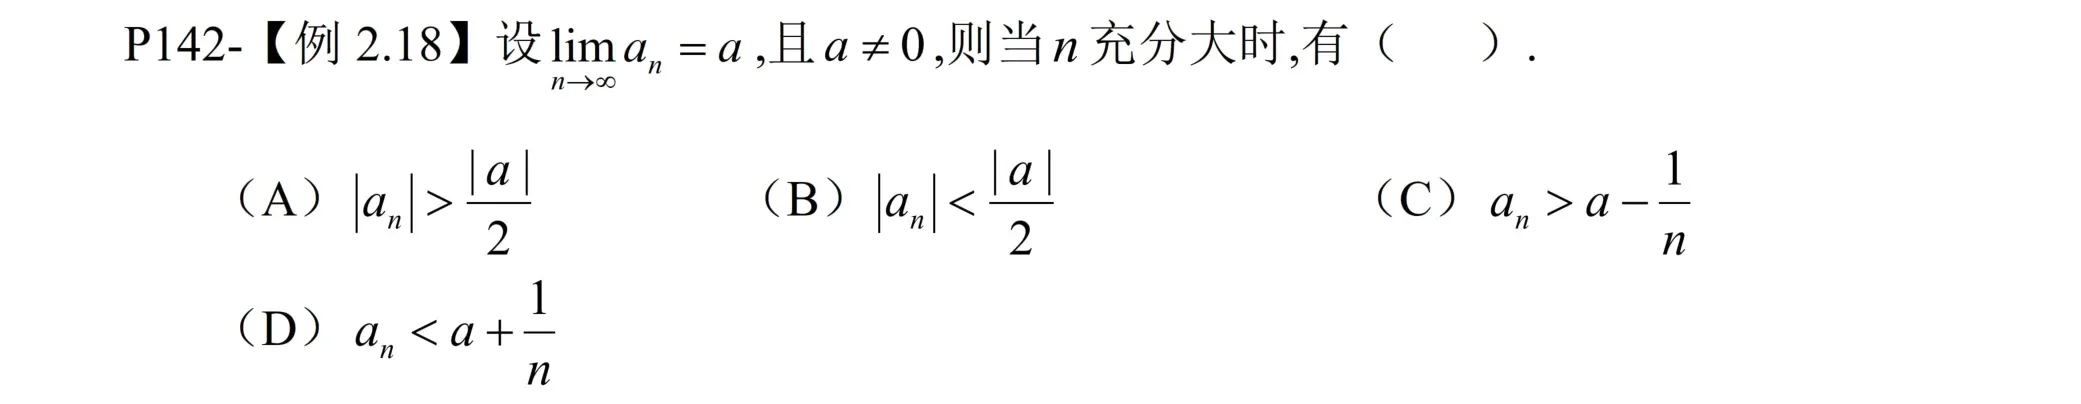 P142-【例 2.18】设 $\lim_{n\to\infty} a_n = a$ ,且 $a \neq 0$ ,则当 $n$ 充分大时,有（　　）.
（A）$|a_n| > \frac{|a|}{2}$ （B）$|a_n| < \frac{|a|}{2}$ （C）$a_n > a - \frac{1}{n}$
（D）$a_n < a + \frac{1}{n}$